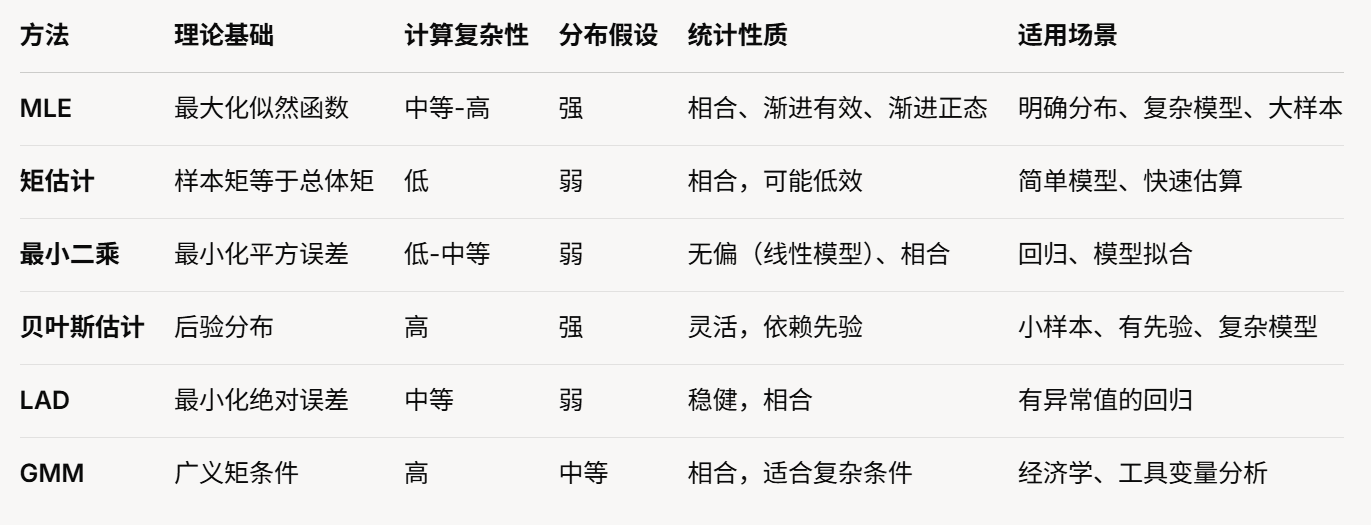 方法 理论基础 计算复杂性 分布假设 统计性质 适用场景
MLE 最大化似然函数 中等-高 强 相合、渐进有效、渐进正态 明确分布、复杂模型、大样本
矩估计 样本矩等于总体矩 低 弱 相合，可能低效 简单模型、快速估算
最小二乘 最小化平方误差 低-中等 弱 无偏（线性模型）、相合 回归、模型拟合
贝叶斯估计 后验分布 高 强 灵活，依赖先验 小样本、有先验、复杂模型
LAD 最小化绝对误差 中等 弱 稳健，相合 有异常值的回归
GMM 广义矩条件 高 中等 相合，适合复杂条件 经济学、工具变量分析